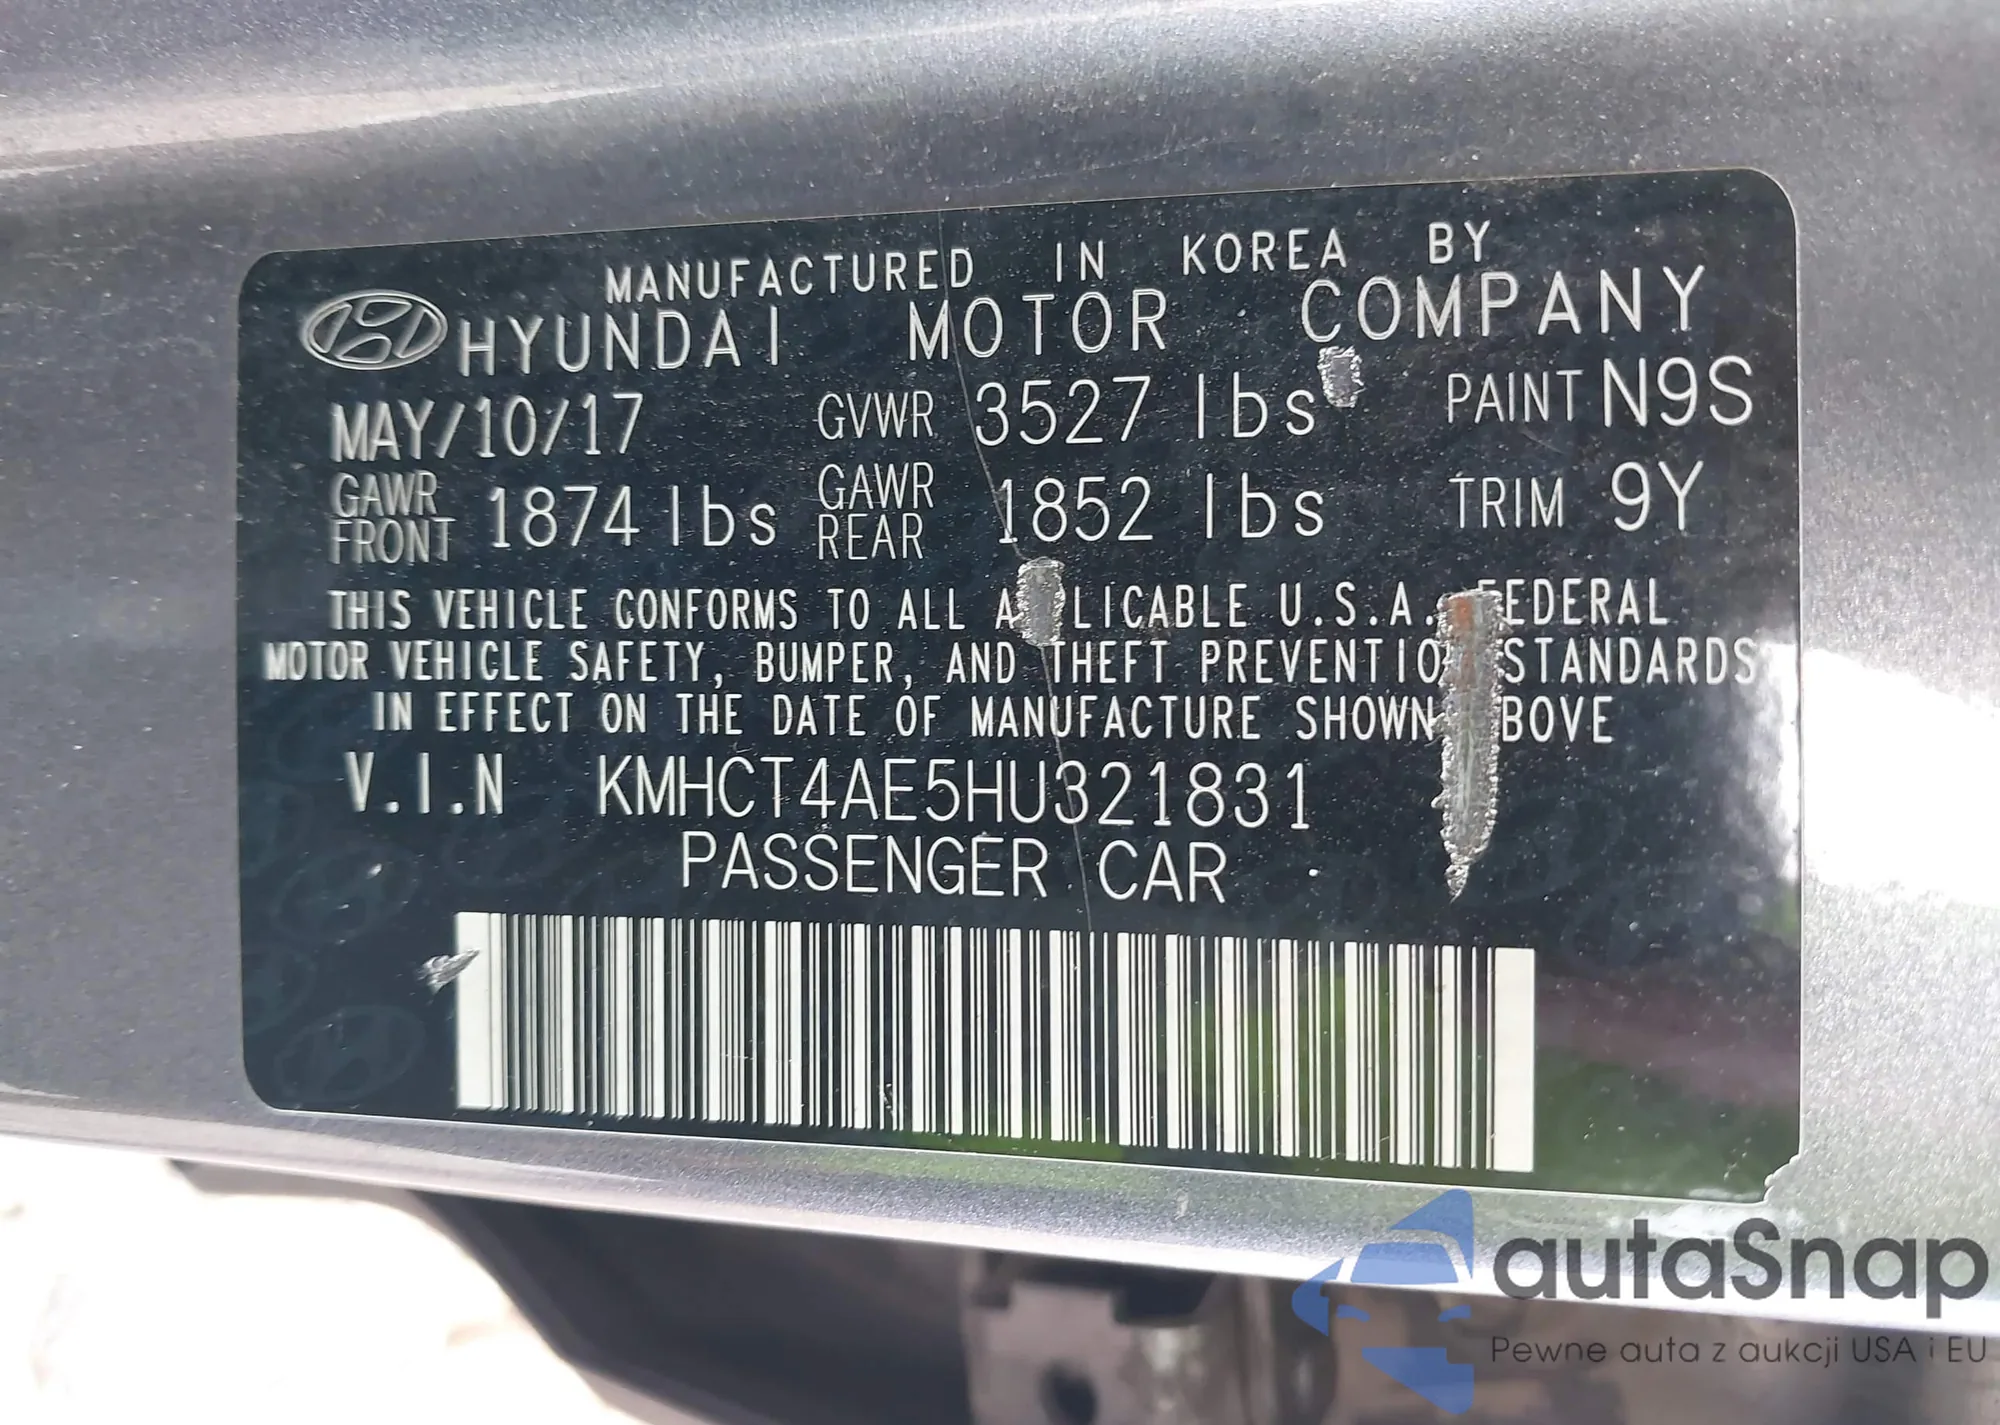 MANUFACTURED IN KOREA BY
HYUNDAI MOTOR COMPANY
MAY/10/17 GVWR 3527 lbs PAINT N9S
GAWR FRONT 1874 lbs GAWR REAR 1852 lbs TRIM 9Y
THIS VEHICLE CONFORMS TO ALL A LICABLE U.S.A. FEDERAL
MOTOR VEHICLE SAFETY, BUMPER, AND THEFT PREVENTIO STANDARDS
IN EFFECT ON THE DATE OF MANUFACTURE SHOWN BOVE
V.I.N KMHCT4AE5HU321831
PASSENGER CAR
autaSnap
Pewne auta z aukcji USA i EU